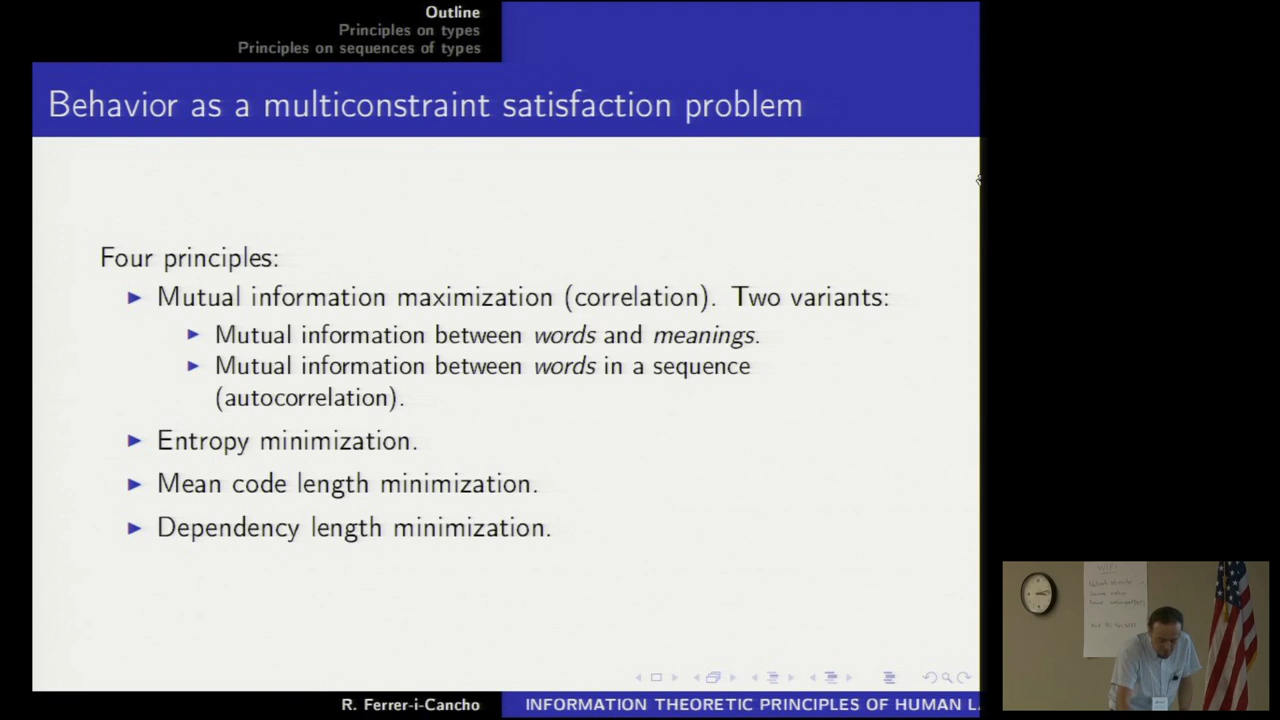 Outline
Principles on types
Principles on sequences of types
Behavior as a multiconstraint satisfaction problem
Four principles:
Mutual information maximization (correlation). Two variants:
Mutual information between words and meanings.
Mutual information between words in a sequence
(autocorrelation).
Entropy minimization.
Mean code length minimization.
Dependency length minimization.
R. Ferrer-i-Cancho
INFORMATION THEORETIC PRINCIPLES OF HUMAN
WIFI